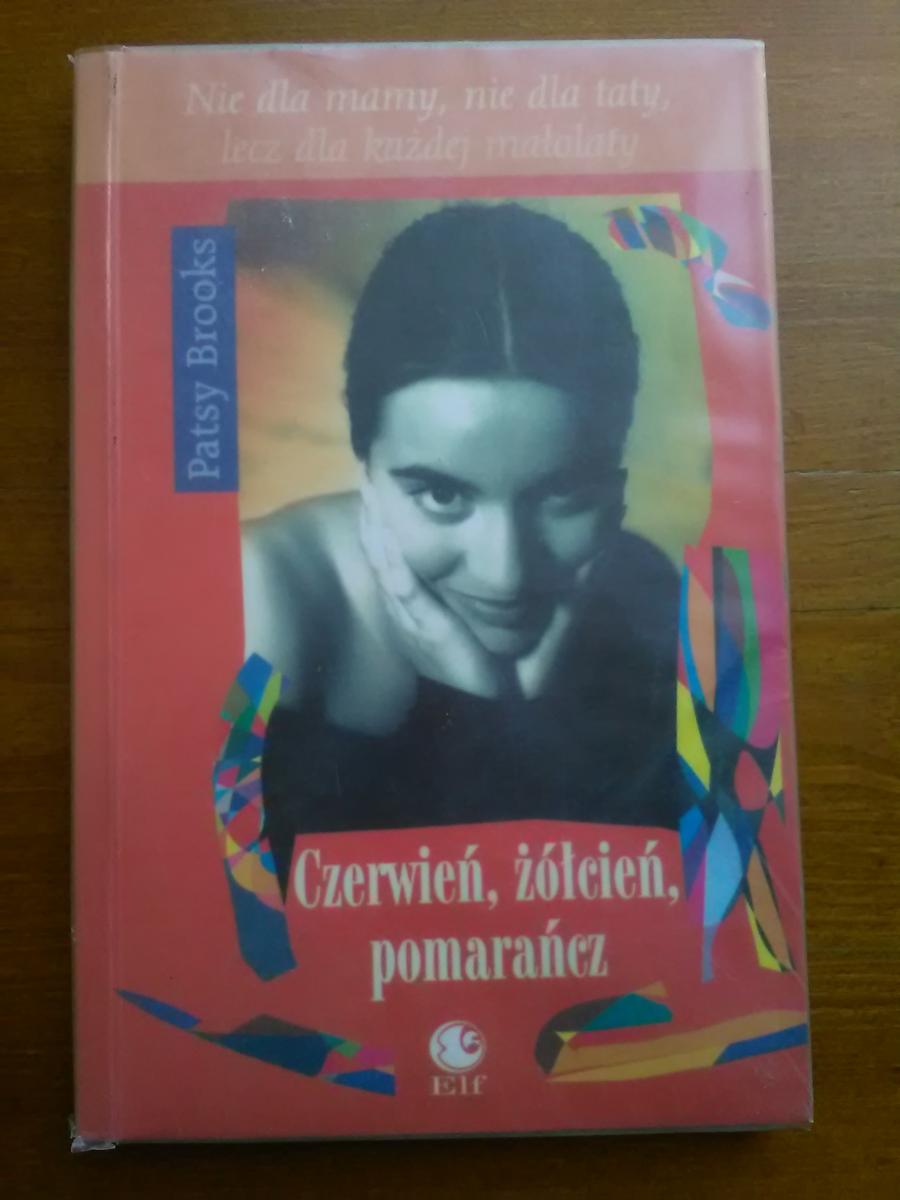 Nie dla mamy, nie dla taty,
lecz dla każdej małolaty
Patsy Brooks
Czerwień, żółcień,
pomarańcz
Elf